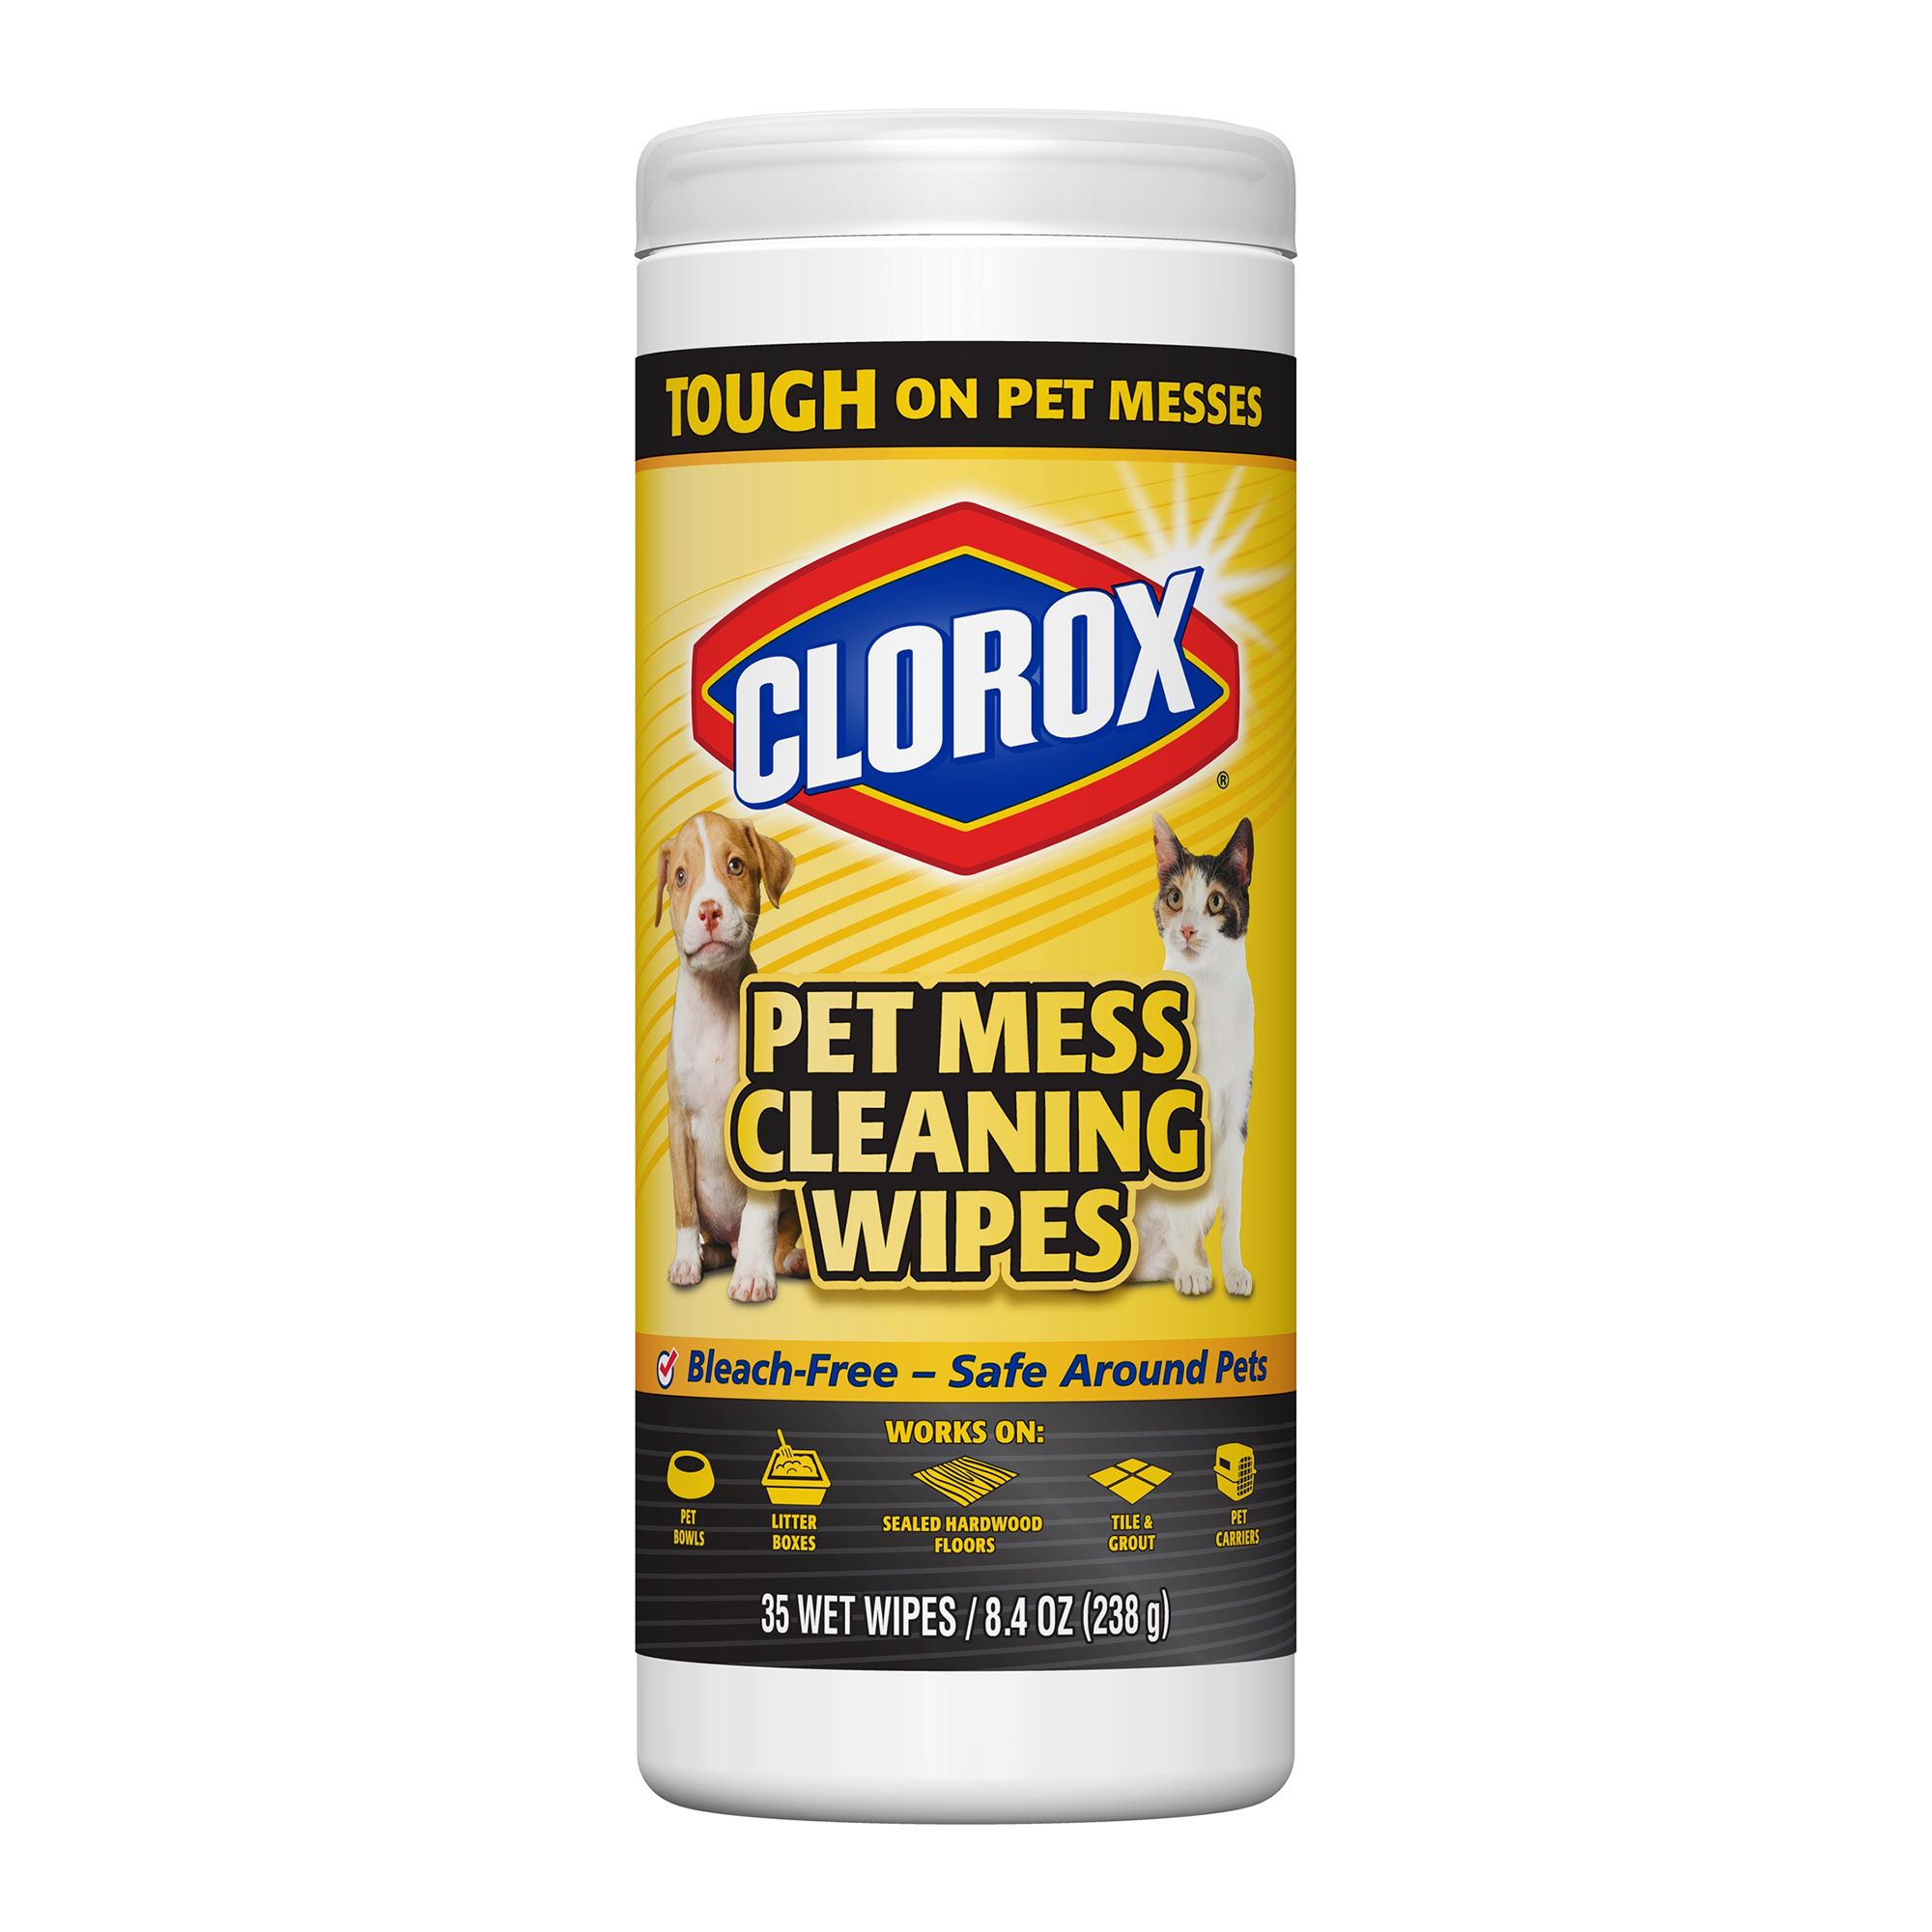 TOUGH ON PET MESSES
CLOROX
®
PET MESS
CLEANING
WIPES
Bleach-Free – Safe Around Pets
WORKS ON:
PET
BOWLS
LITTER
BOXES
SEALED HARDWOOD
FLOORS
TILE &
GROUT
PET
CARRIERS
35 WET WIPES / 8.4 OZ (238 g)